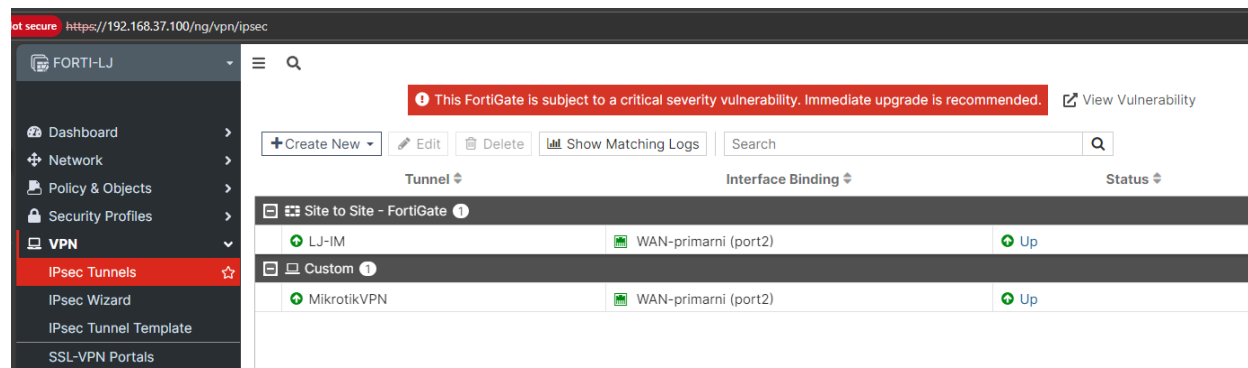 ot secure https://192.168.37.100/ng/vpn/ipsec
FORTI-LJ
This FortiGate is subject to a critical severity vulnerability. Immediate upgrade is recommended. View Vulnerability
Dashboard
Network
Policy & Objects
Security Profiles
VPN
IPsec Tunnels
IPsec Wizard
IPsec Tunnel Template
SSL-VPN Portals
Create New Edit Delete Show Matching Logs Search
Tunnel Interface Binding Status
Site to Site - FortiGate 1
LJ-IM WAN-primarni (port2) Up
Custom 1
MikrotikVPN WAN-primarni (port2) Up